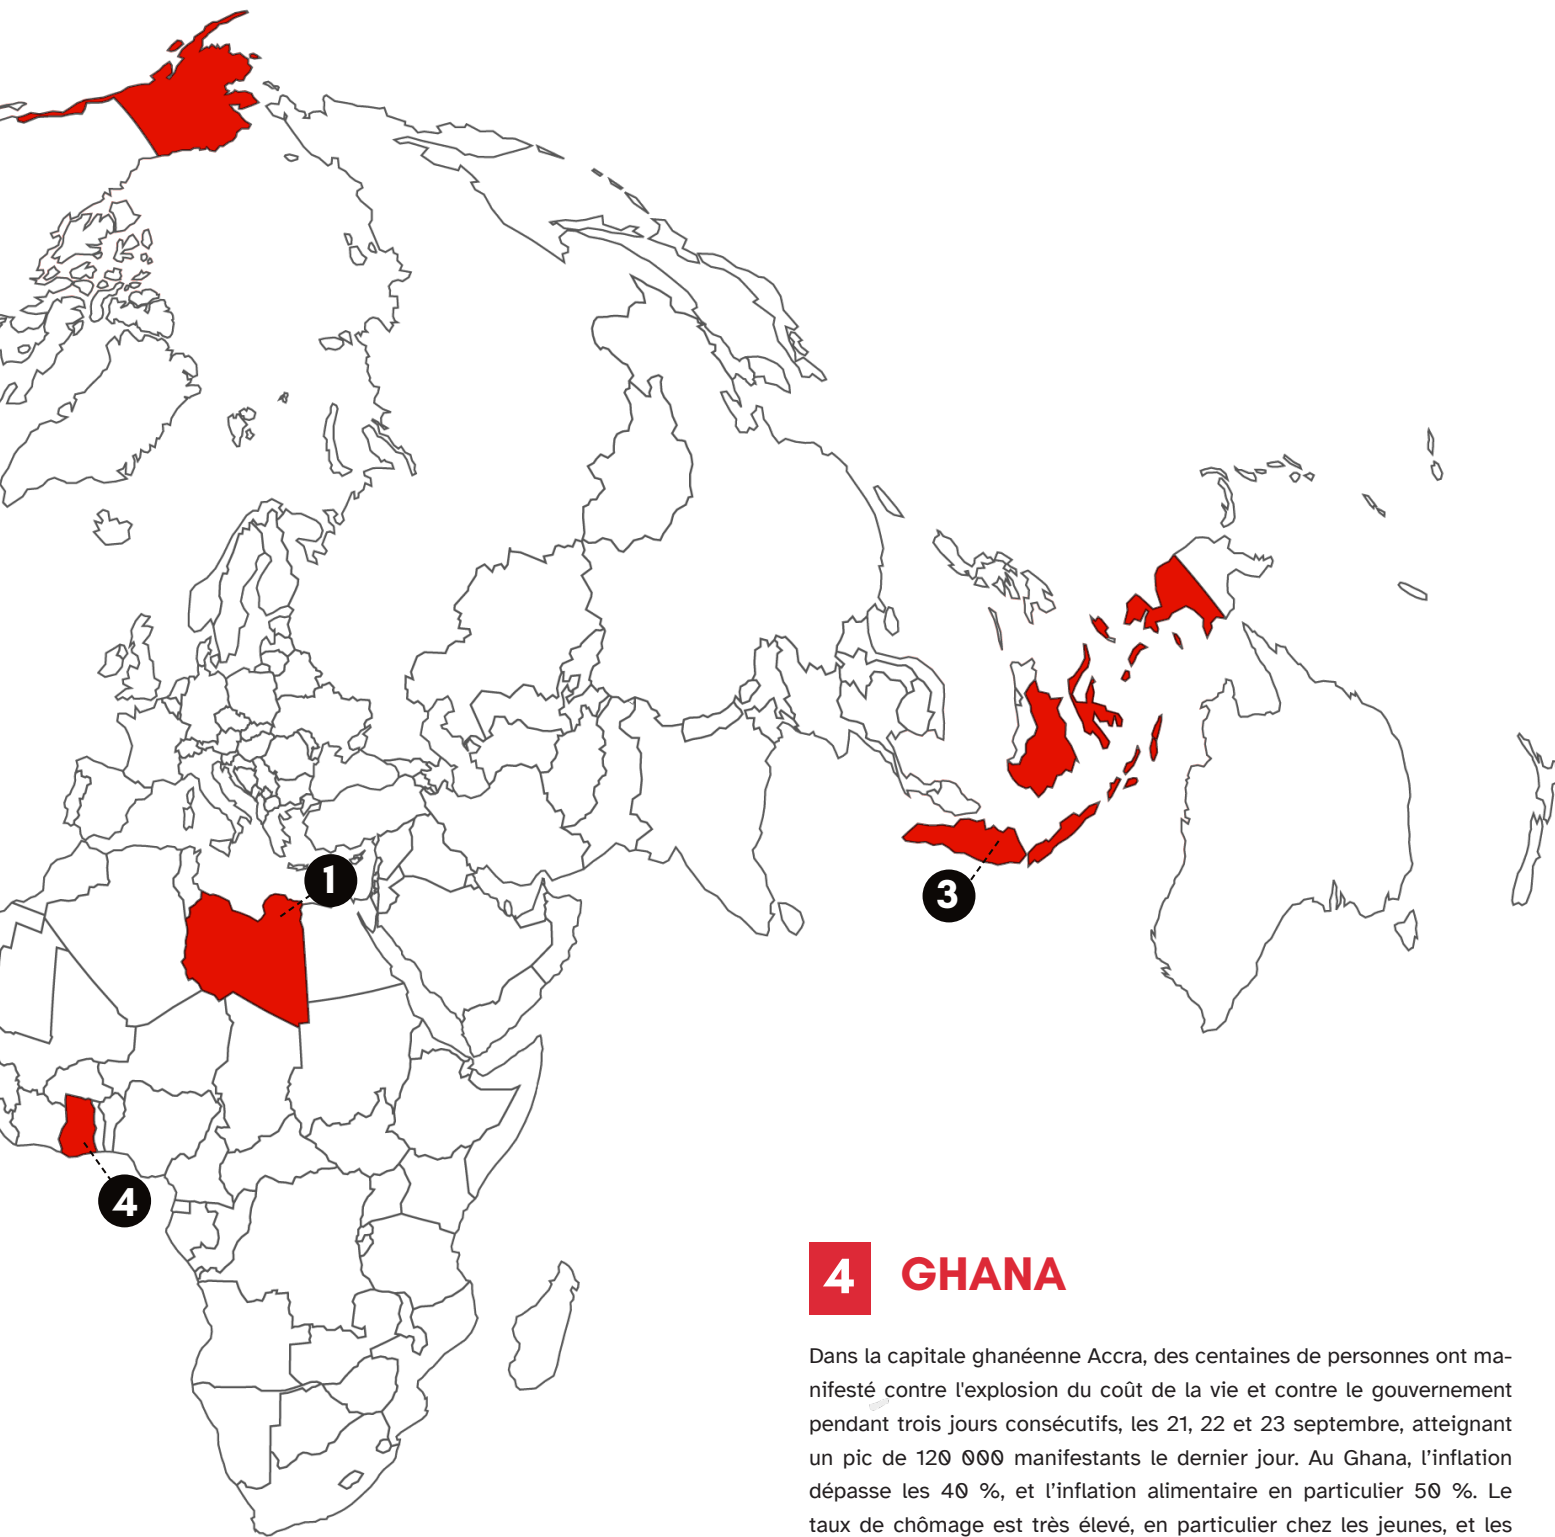 1
3
4
4 GHANA
Dans la capitale ghanéenne Accra, des centaines de personnes ont ma-
nifesté contre l'explosion du coût de la vie et contre le gouvernement
pendant trois jours consécutifs, les 21, 22 et 23 septembre, atteignant
un pic de 120 000 manifestants le dernier jour. Au Ghana, l’inflation
dépasse les 40 %, et l’inflation alimentaire en particulier 50 %. Le
taux de chômage est très élevé, en particulier chez les jeunes, et les